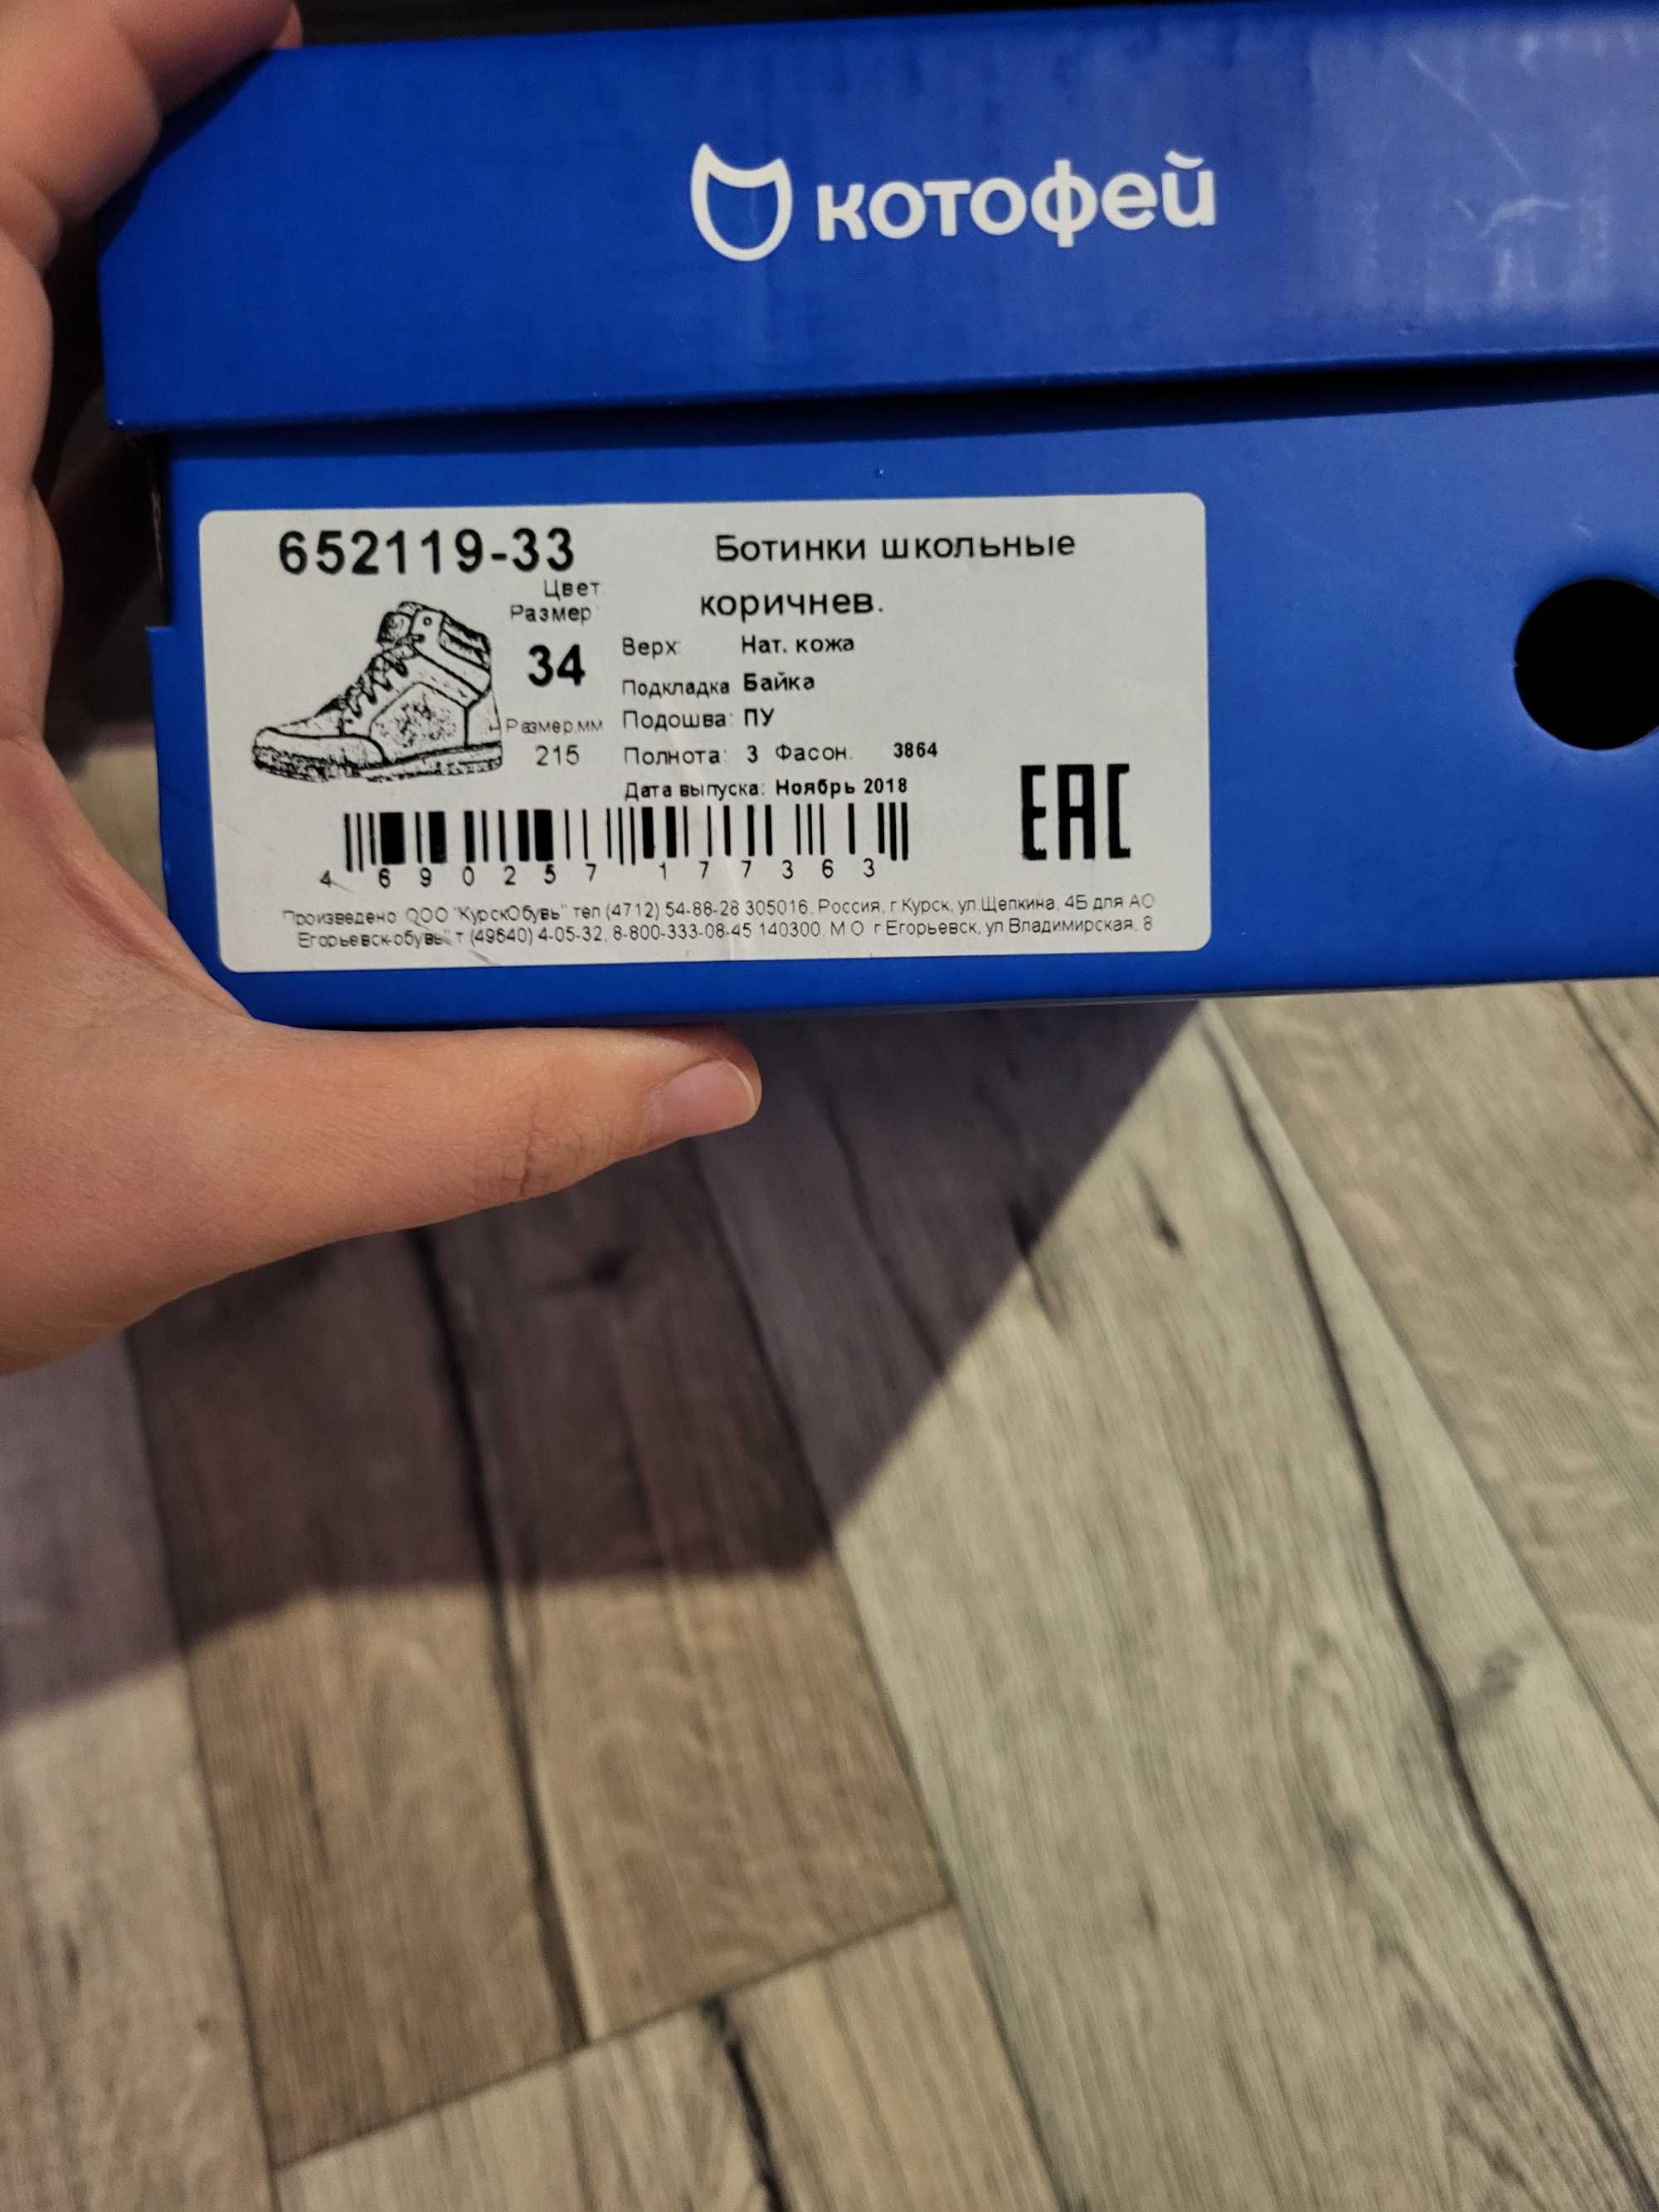 котофей
652119-33 Ботинки школьные
Цвет коричнев.
Размер
34
Верх: Нат. кожа
Подкладка Байка
Размер,мм Подошва: ПУ
215 Полнота: 3 Фасон. 3864
Дата выпуска: Ноябрь 2018
EAC
4 690257 177363
Произведено ООО "КурскОбувь" тел (4712) 54-88-28 305016, Россия, г.Курск, ул.Щепкина, 4Б для АО
Егорьевск-обувь", т (49640) 4-05-32, 8-800-333-08-45 140300, М О г Егорьевск, ул Владимирская, 8